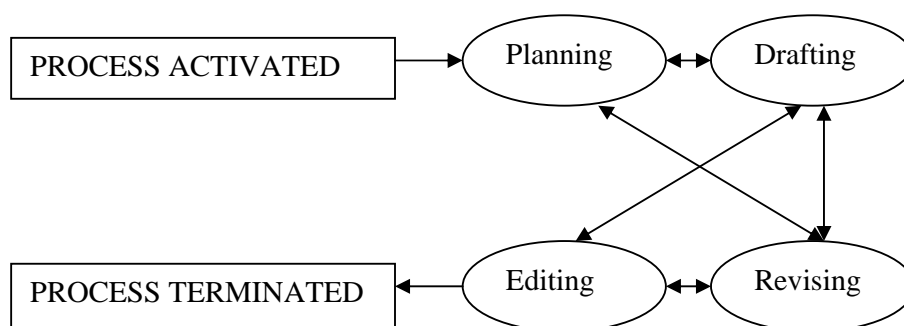 PROCESS ACTIVATED
Planning
Drafting
PROCESS TERMINATED
Editing
Revising